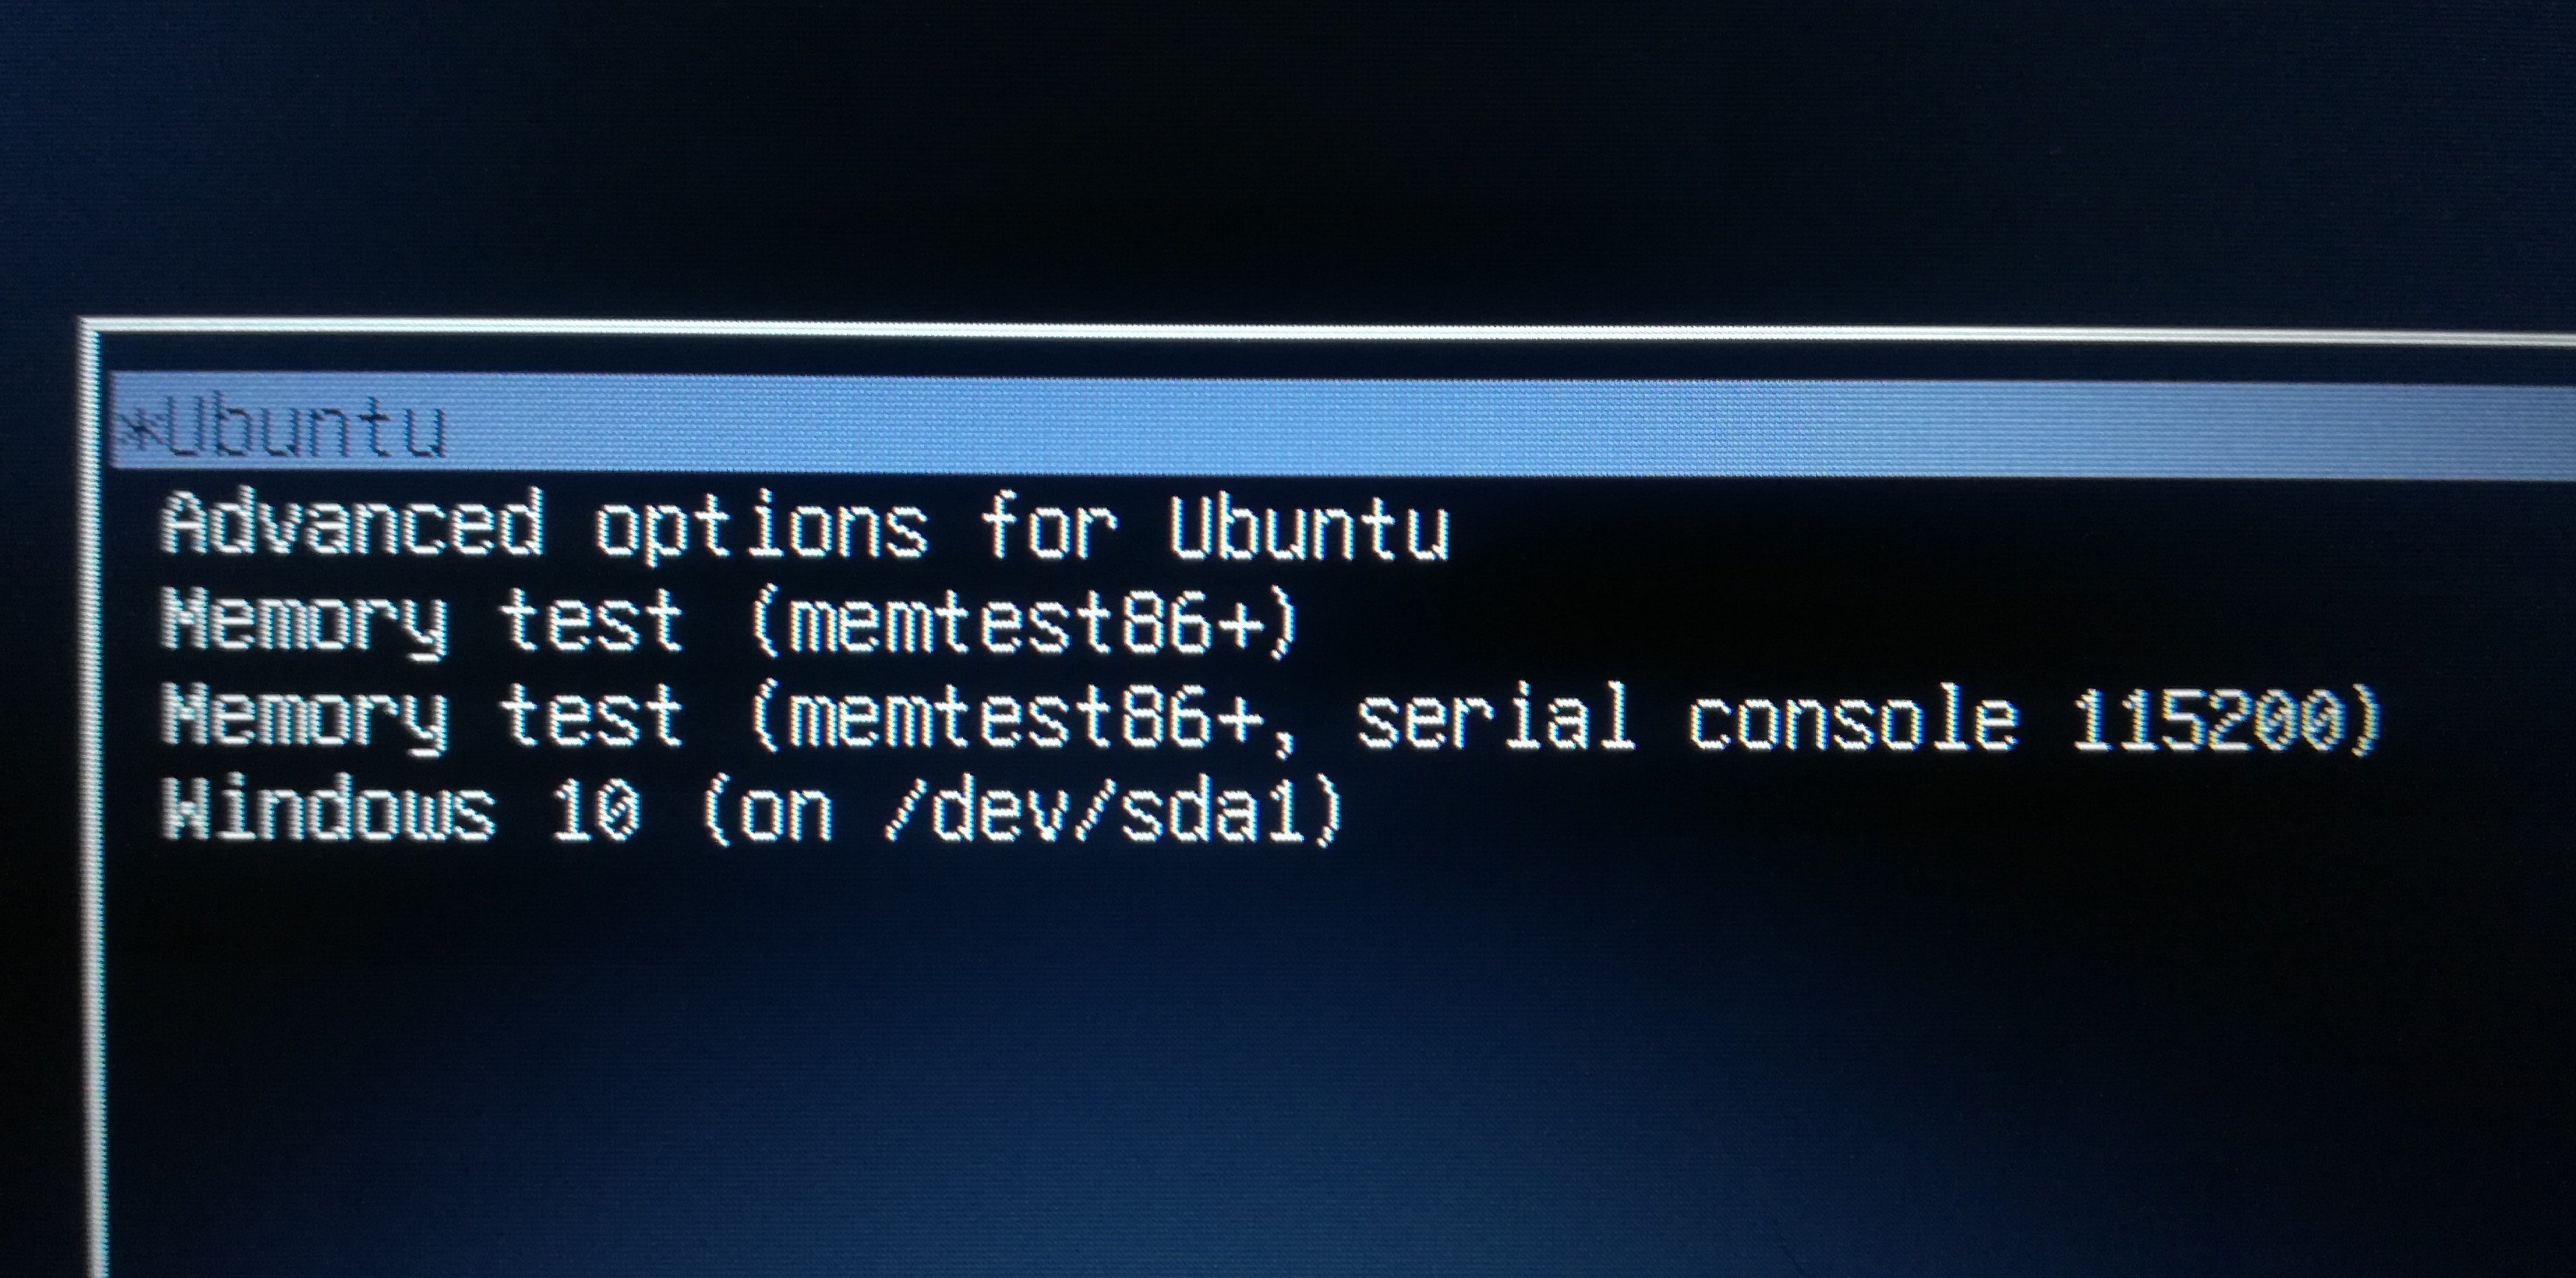 *Ubuntu
Advanced options for Ubuntu
Memory test (memtest86+)
Memory test (memtest86+, serial console 115200)
Windows 10 (on /dev/sda1)